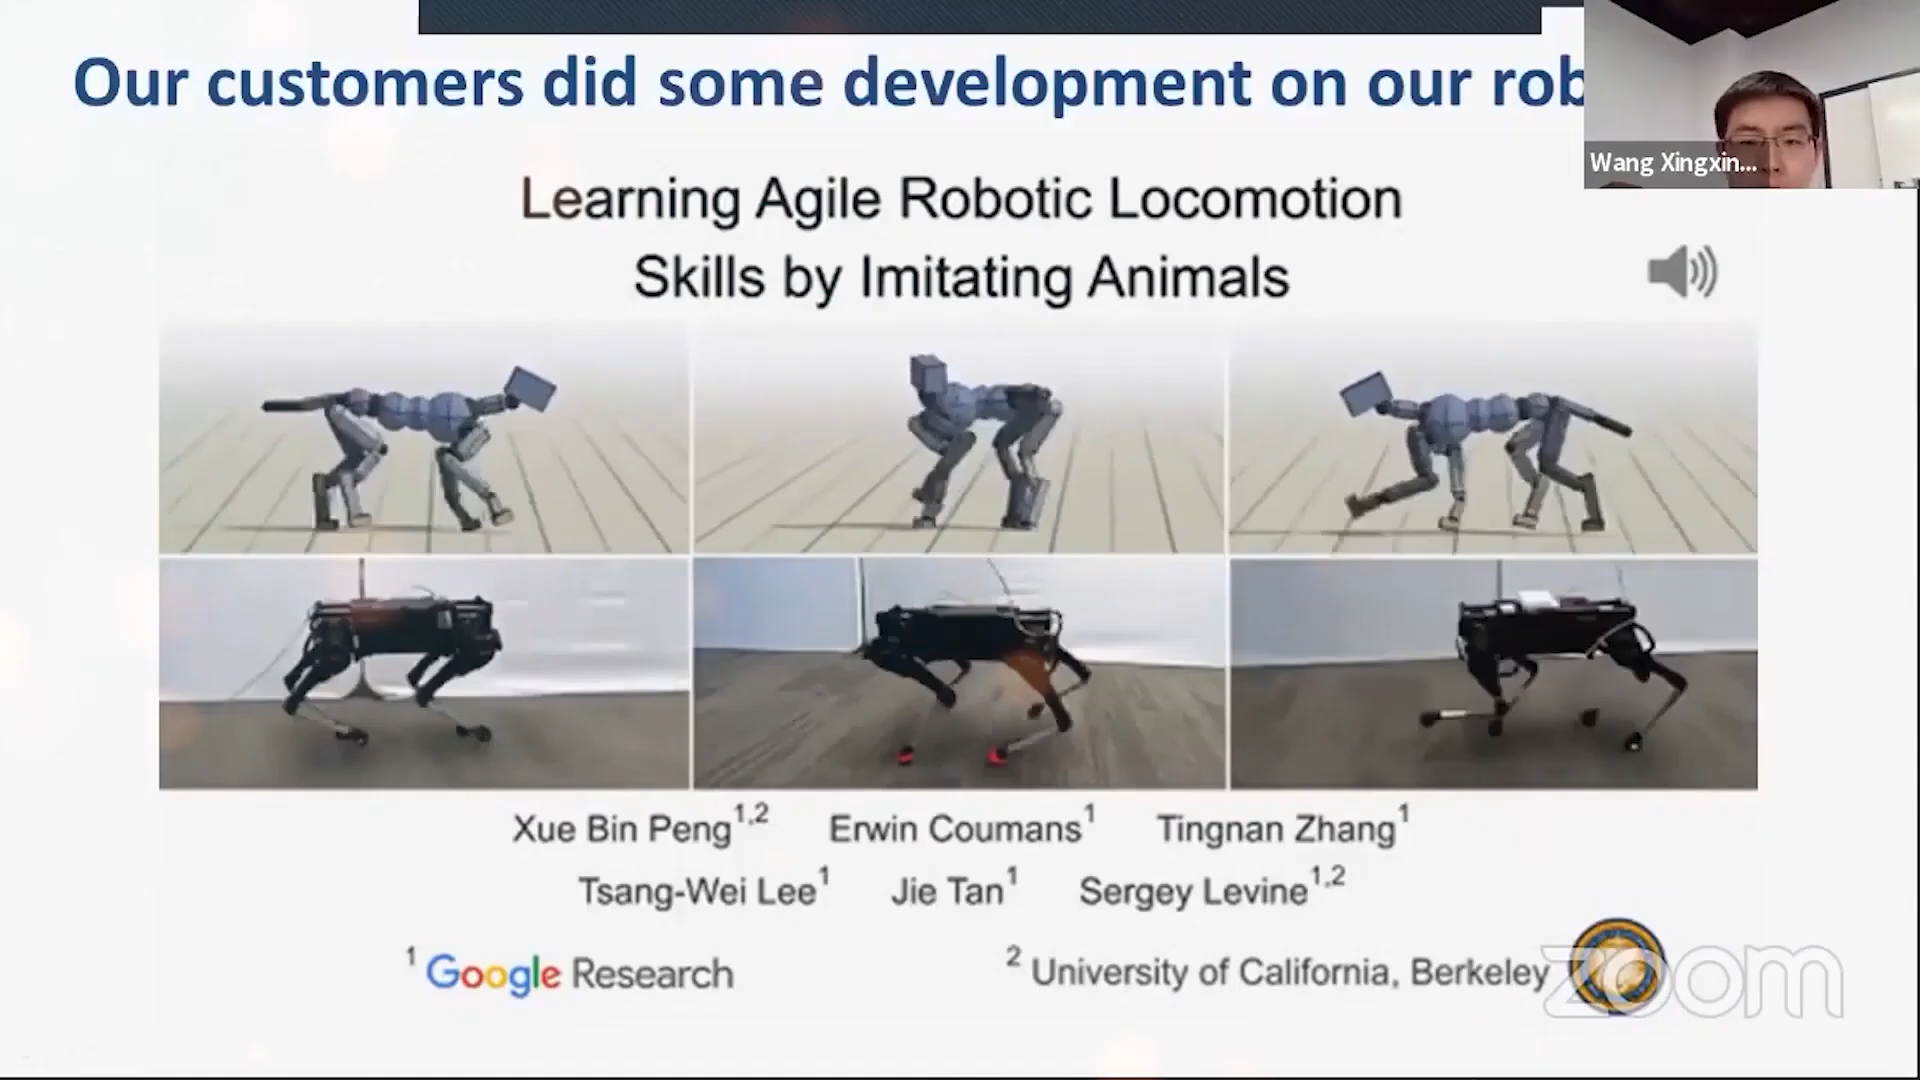 Our customers did some development on our rob
Wang Xingxin...
Learning Agile Robotic Locomotion
Skills by Imitating Animals
Xue Bin Peng1,2 Erwin Coumans1 Tingnan Zhang1
Tsang-Wei Lee1 Jie Tan1 Sergey Levine1,2
1 Google Research 2 University of California, Berkeley
zoom